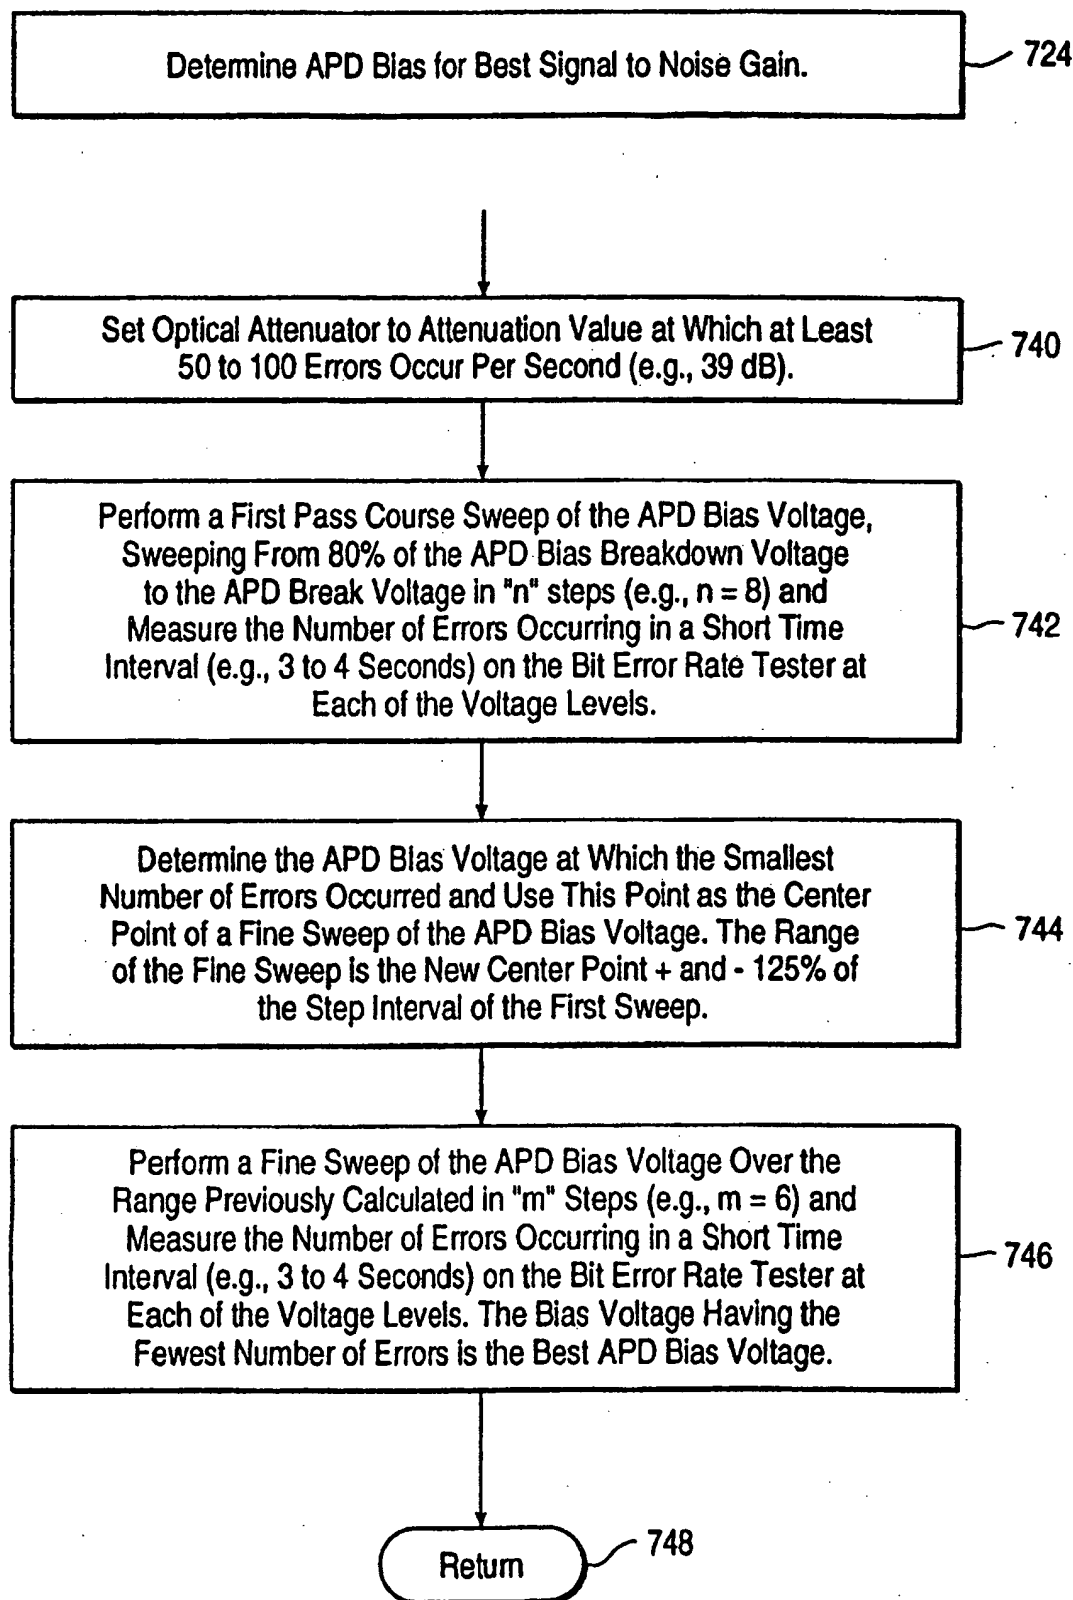 Determine APD Bias for Best Signal to Noise Gain.
724
Set Optical Attenuator to Attenuation Value at Which at Least
50 to 100 Errors Occur Per Second (e.g., 39 dB).
740
Perform a First Pass Course Sweep of the APD Bias Voltage,
Sweeping From 80% of the APD Bias Breakdown Voltage
to the APD Break Voltage in "n" steps (e.g., n = 8) and
Measure the Number of Errors Occurring in a Short Time
Interval (e.g., 3 to 4 Seconds) on the Bit Error Rate Tester at
Each of the Voltage Levels.
742
Determine the APD Bias Voltage at Which the Smallest
Number of Errors Occurred and Use This Point as the Center
Point of a Fine Sweep of the APD Bias Voltage. The Range
of the Fine Sweep is the New Center Point + and - 125% of
the Step Interval of the First Sweep.
744
Perform a Fine Sweep of the APD Bias Voltage Over the
Range Previously Calculated in "m" Steps (e.g., m = 6) and
Measure the Number of Errors Occurring in a Short Time
Interval (e.g., 3 to 4 Seconds) on the Bit Error Rate Tester at
Each of the Voltage Levels. The Bias Voltage Having the
Fewest Number of Errors is the Best APD Bias Voltage.
746
Return
748